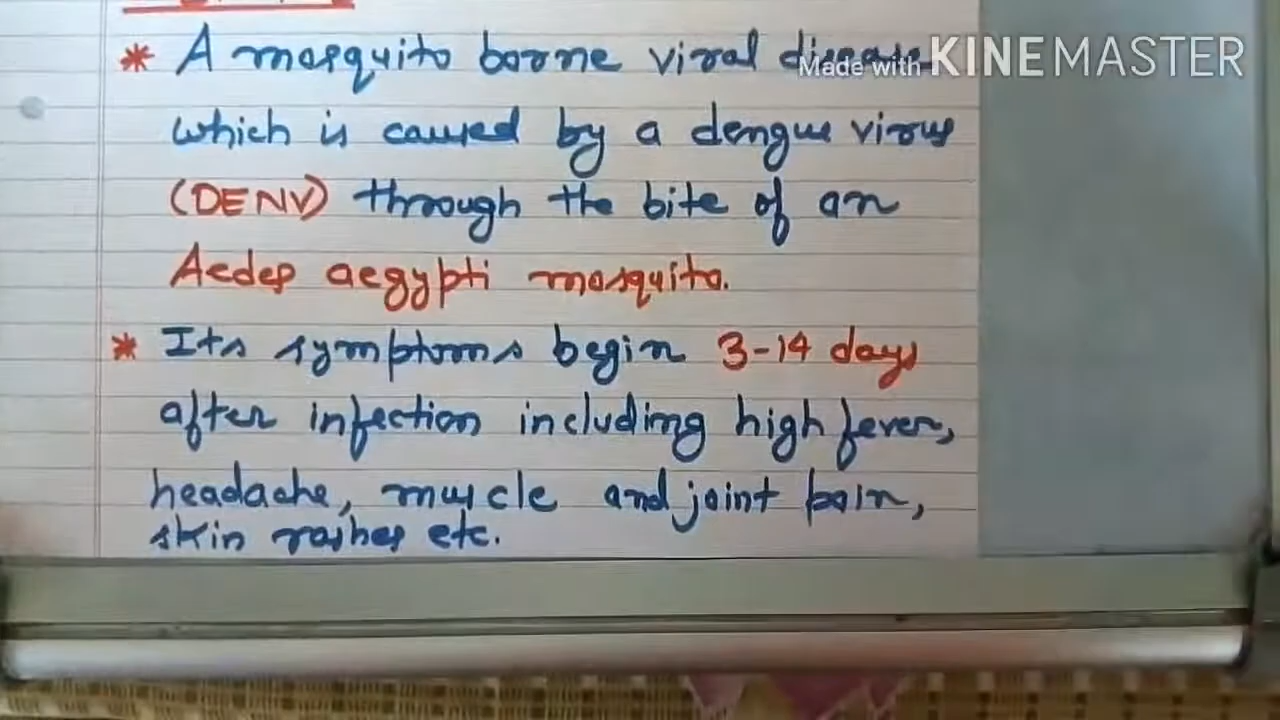 * A mosquito borne viral disease
Made with KINEMASTER
which is caused by a dengue virus
(DENV) through the bite of an
Aedes aegypti mosquito.
* Its symptoms begin 3-14 days
after infection including high fever,
headache, muscle and joint pain,
skin rashes etc.